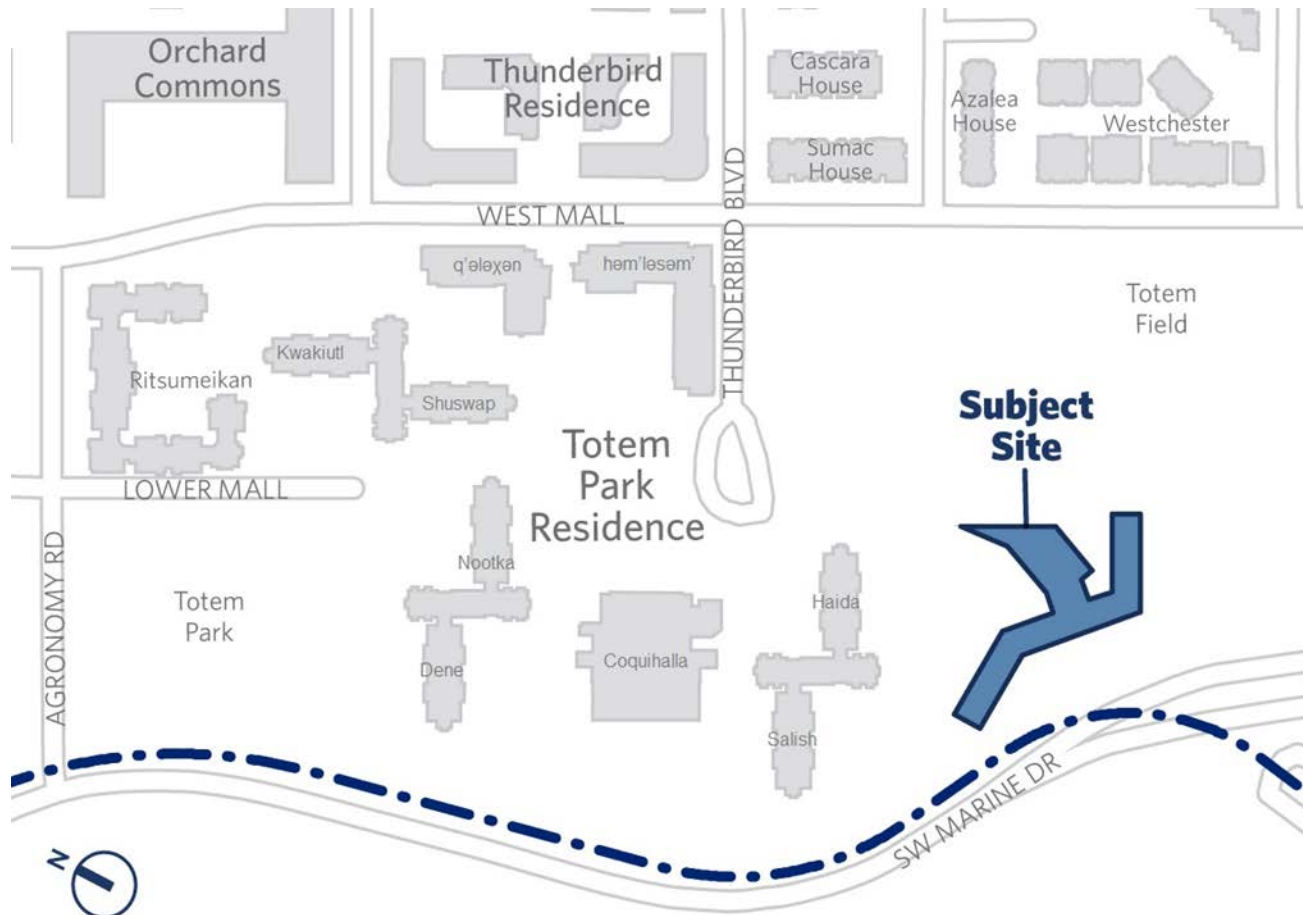 Orchard
Commons
Thunderbird
Residence
Cascara
House
Azalea
House
Westchester
Sumac
House
WEST MALL
THUNDERBIRD BLVD
q'ələχən
həm'ləsəm'
Totem
Field
Kwakiutl
Ritsumeikan
Shuswap
Subject
Site
Totem
Park
Residence
LOWER MALL
AGRONOMY RD
Nootka
Totem
Park
Haida
Dene
Coquihalla
Salish
SW MARINE DR
N